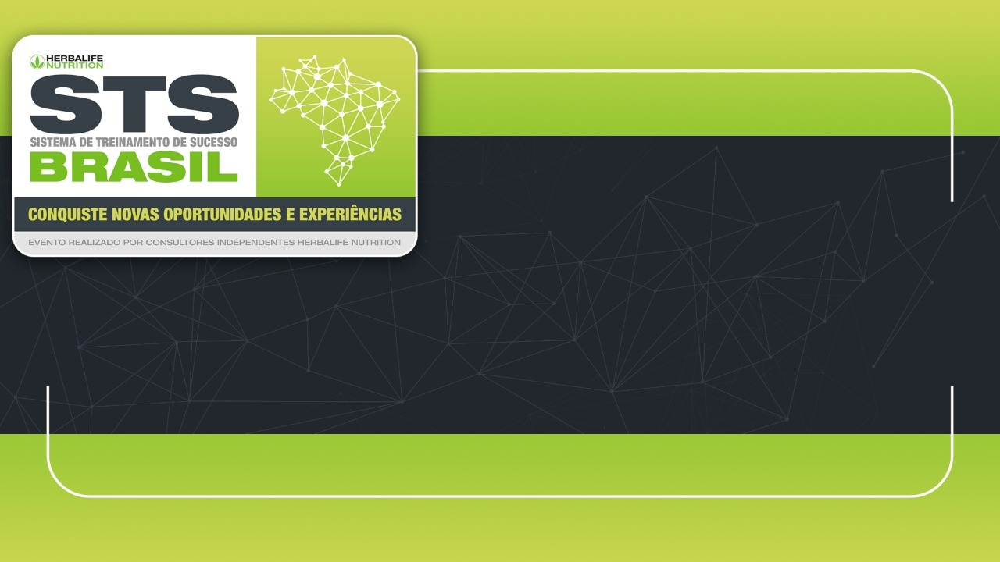 HERBALIFE
NUTRITION
STS
SISTEMA DE TREINAMENTO DE SUCESSO
BRASIL
CONQUISTE NOVAS OPORTUNIDADES E EXPERIÊNCIAS
EVENTO REALIZADO POR CONSULTORES INDEPENDENTES HERBALIFE NUTRITION